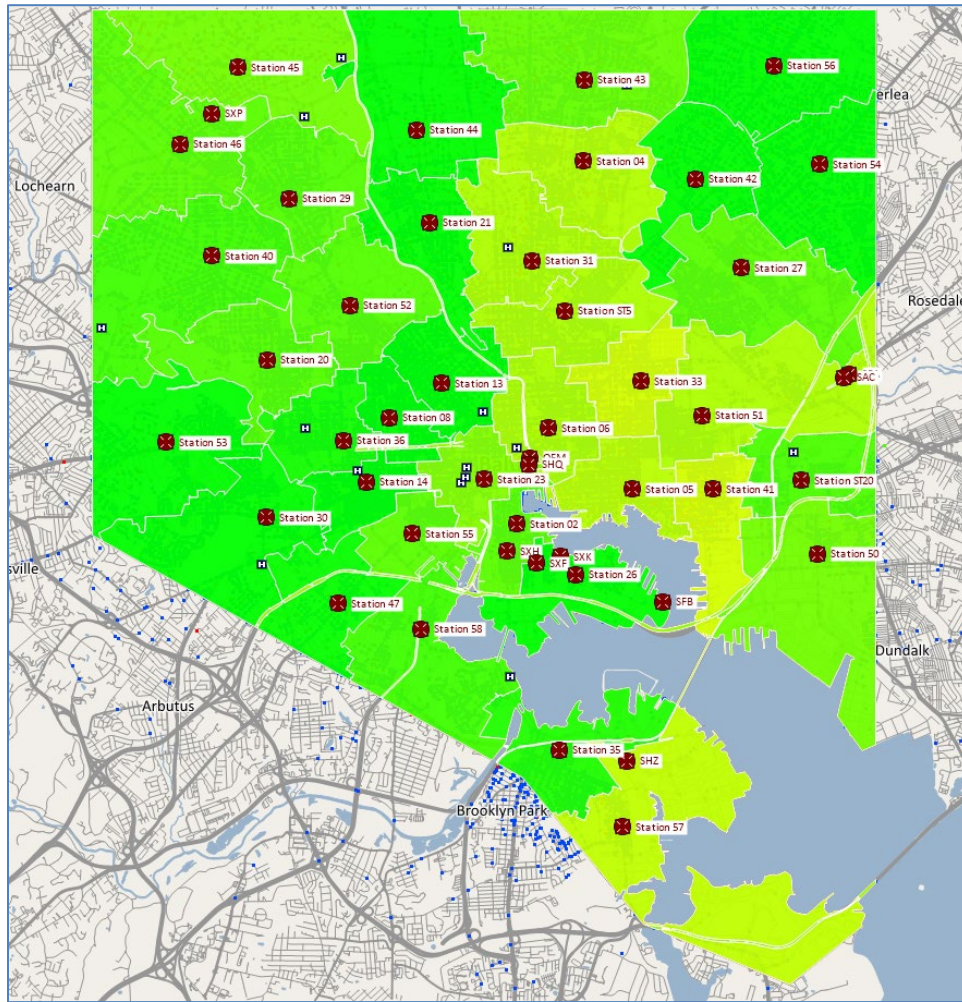 Station 45
Station 56
Station 43
erlea
SXP
Station 44
Station 46
Station 04
Station 54
Station 42
Lochearn
Station 29
Station 21
Station 40
Station 31
Station 27
Station 52
Rosedale
Station ST5
Station 20
SAC
Station 13
Station 33
Station 08
Station 51
Station 06
Station 53
Station 36
SHQ
Station 23
Station 14
Station ST20
Station 05
Station 41
Station 30
Station 02
Station 55
SXH
SXK
Station 50
SXF
sville
Station 26
Station 47
SFB
Station 58
Dundalk
Arbutus
Station 35
SHZ
Brooklyn Park
Station 57
H
H
H
H
H
H
H
H
H
H
H
H
H
H